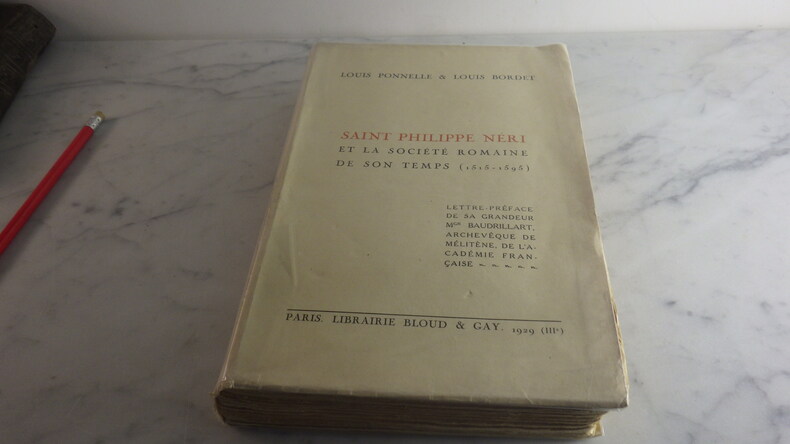 LOUIS PONNELLE & LOUIS BORDET
SAINT PHILIPPE NÉRI
ET LA SOCIÉTÉ ROMAINE
DE SON TEMPS (1515-1595)
LETTRE-PRÉFACE
DE SA GRANDEUR
Mgr BAUDRILLART,
ARCHEVÊQUE DE
MÉLITÈNE, DE L'A-
CADÉMIE FRAN-
ÇAISE
PARIS. LIBRAIRIE BLOUD & GAY. 1929 (IIIe)